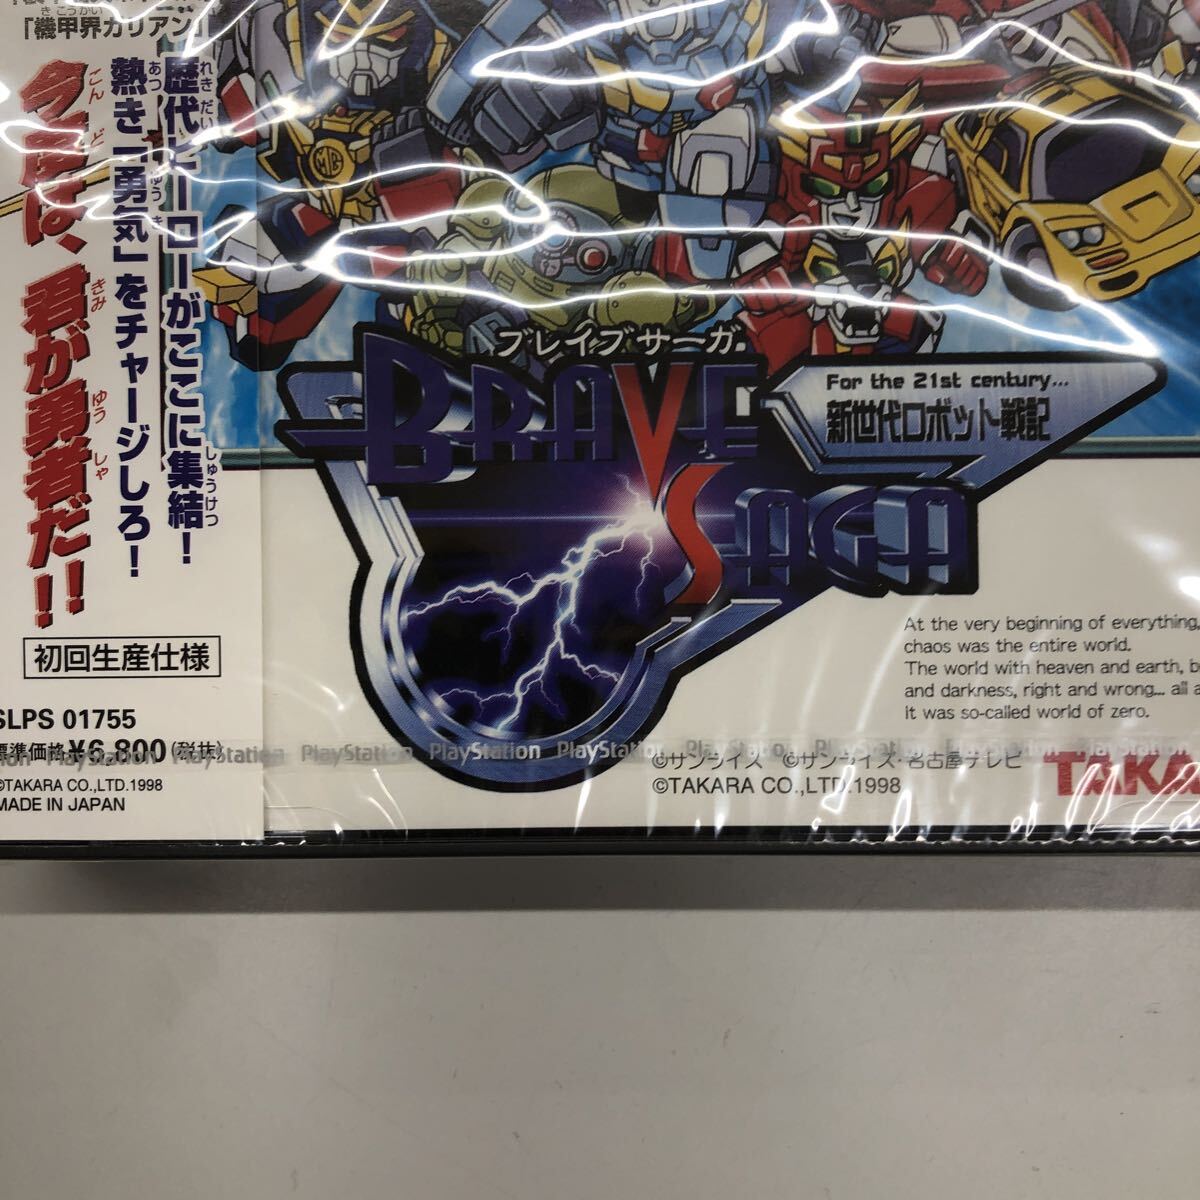 「機甲界ガリアン」
歴代ヒーローがここに集結！
熱き「勇気」をチャージしろ！
今度は、君が勇者だ!!
初回生産仕様
SLPS 01755
標準価格¥6,800(税抜)
©TAKARA CO.,LTD.1998
MADE IN JAPAN
MB
ブレイブサーガ
BRAVE SAGA
For the 21st century...
新世代ロボット戦記
At the very beginning of everything,
chaos was the entire world.
The world with heaven and earth,
and darkness, right and wrong... all
it was so-called world of zero.
PlayStation PlayStation PlayStation PlayStation PlayStation PlayStation PlayStation
©サンライズ ©サンライズ・名古屋テレビ
©TAKARA CO.,LTD.1998
TAKA